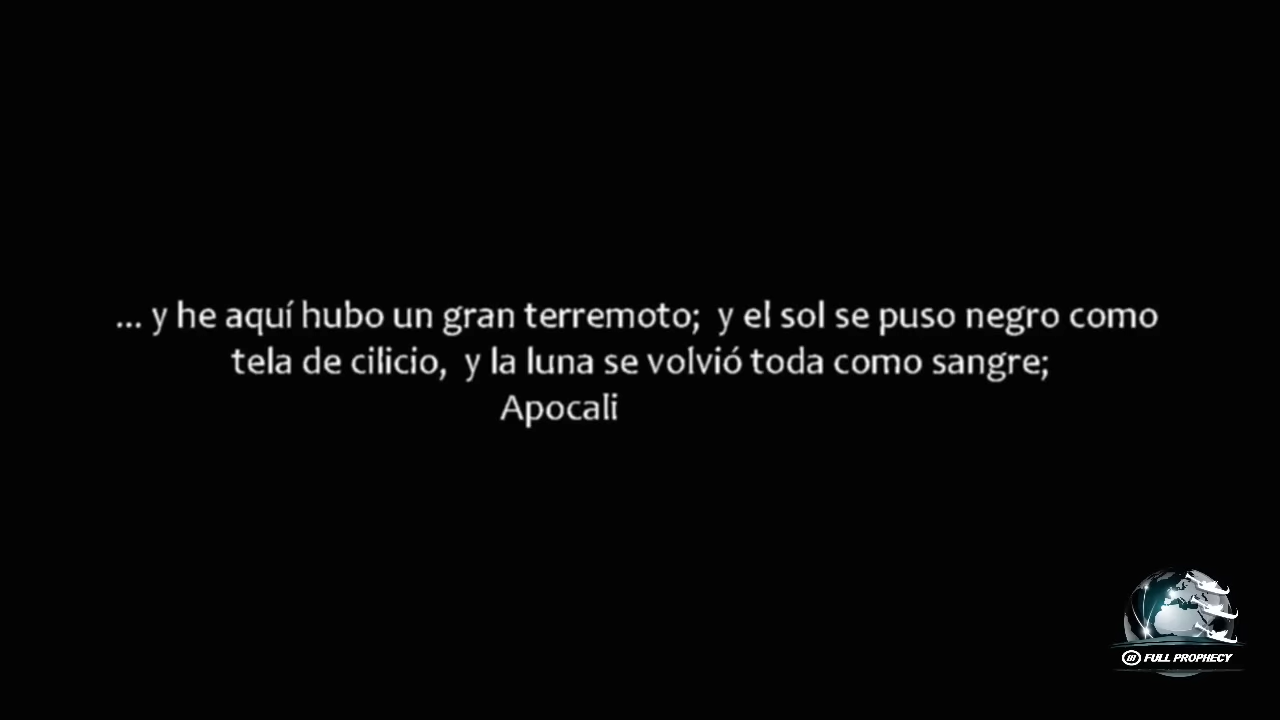 ... y he aquí hubo un gran terremoto;  y el sol se puso negro como
tela de cilicio,  y la luna se volvió toda como sangre;
Apocali
FULL PROPHECY